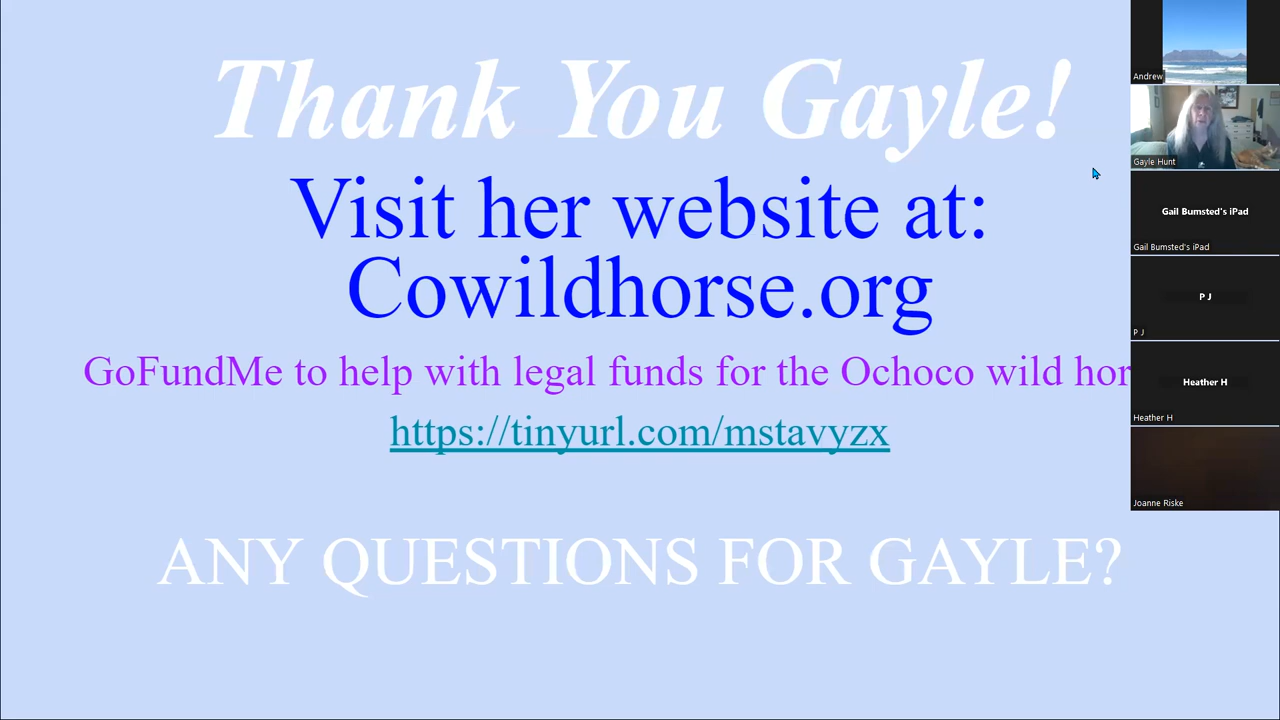 Thank You Gayle!
Visit her website at:
Cowildhorse.org
GoFundMe to help with legal funds for the Ochoco wild hor
https://tinyurl.com/mstavyzx
ANY QUESTIONS FOR GAYLE?
Andrew
Gayle Hunt
Gail Bumsted's iPad
Gail Bumsted's iPad
P J
P J
Heather H
Heather H
Joanne Riske